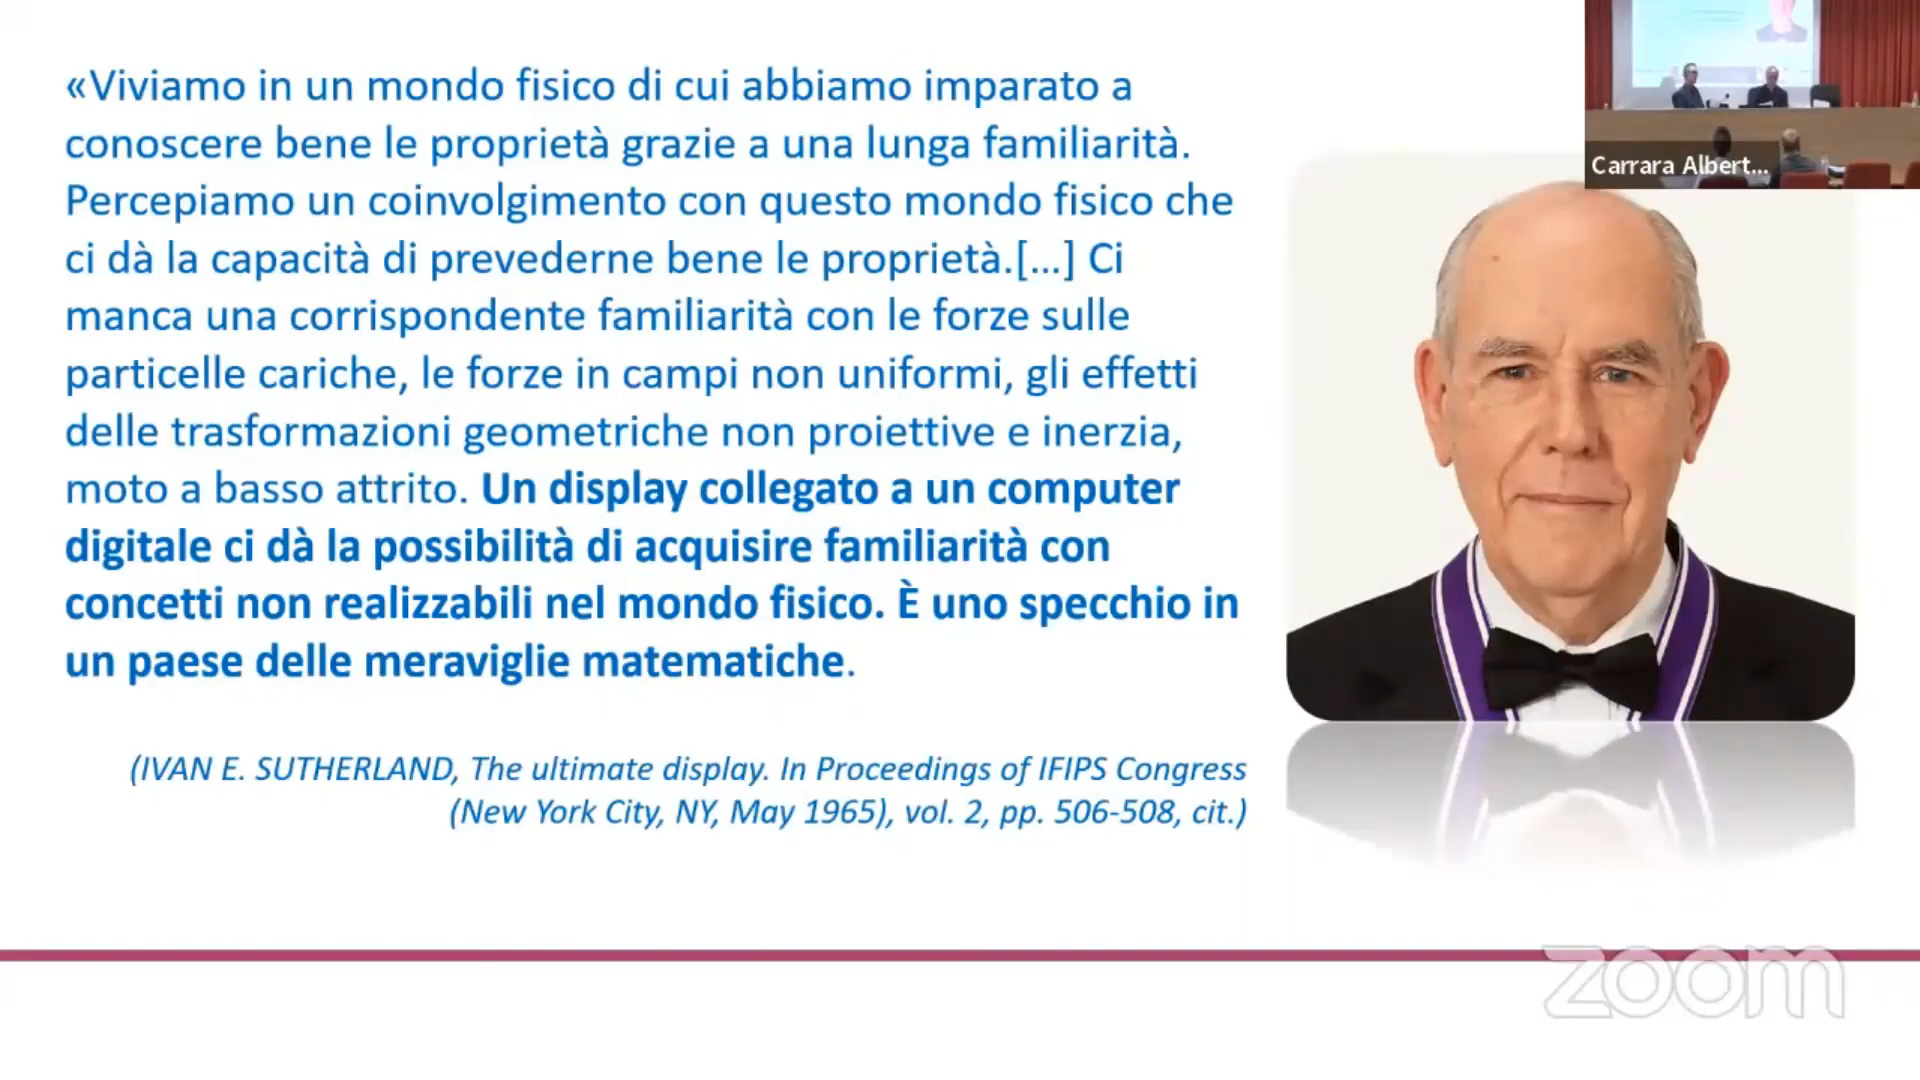 «Viviamo in un mondo fisico di cui abbiamo imparato a
conoscere bene le proprietà grazie a una lunga familiarità.
Percepiamo un coinvolgimento con questo mondo fisico che
ci dà la capacità di prevederne bene le proprietà.[...] Ci
manca una corrispondente familiarità con le forze sulle
particelle cariche, le forze in campi non uniformi, gli effetti
delle trasformazioni geometriche non proiettive e inerzia,
moto a basso attrito. Un display collegato a un computer
digitale ci dà la possibilità di acquisire familiarità con
concetti non realizzabili nel mondo fisico. È uno specchio in
un paese delle meraviglie matematiche.
(IVAN E. SUTHERLAND, The ultimate display. In Proceedings of IFIPS Congress
(New York City, NY, May 1965), vol. 2, pp. 506-508, cit.)
Carrara Albert...
zoom